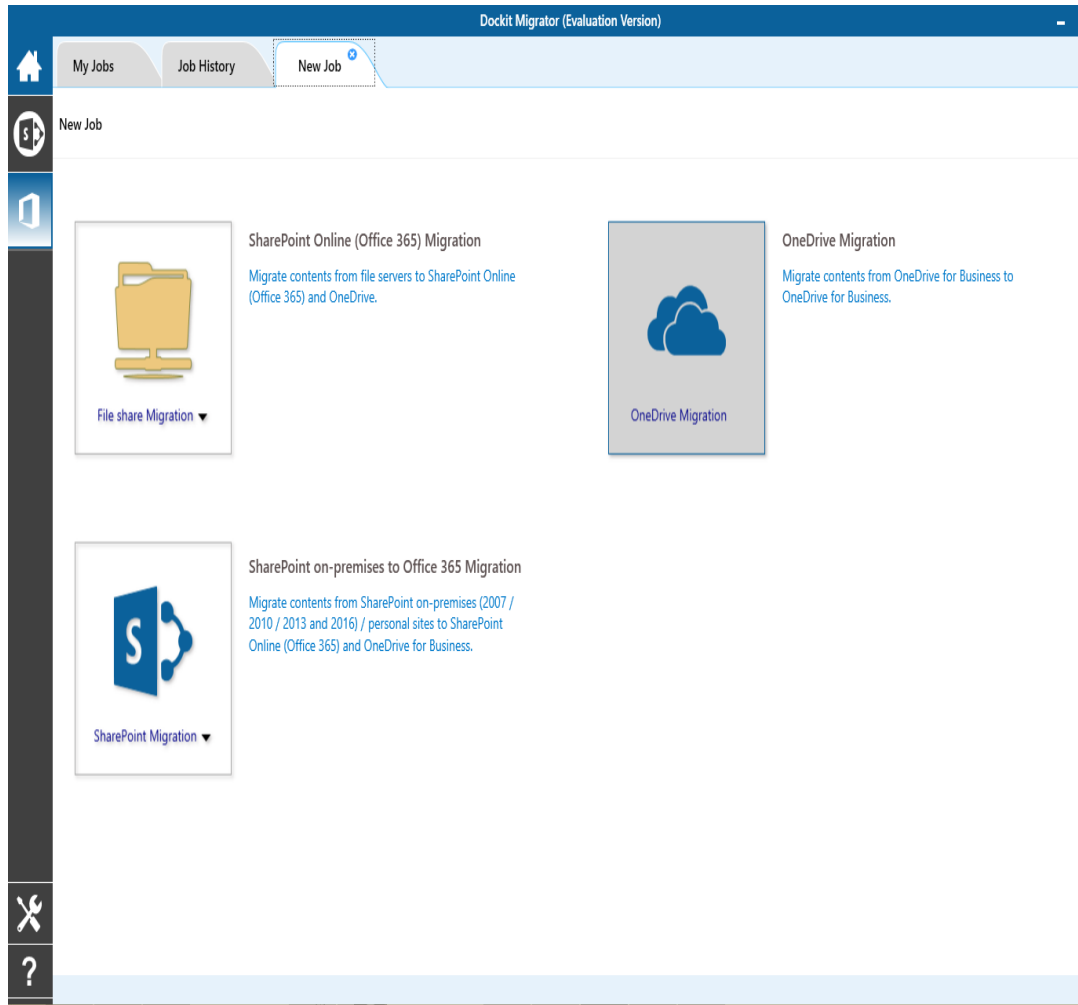 Dockit Migrator (Evaluation Version)
My Jobs
Job History
New Job
New Job
SharePoint Online (Office 365) Migration
Migrate contents from file servers to SharePoint Online
(Office 365) and OneDrive.
File share Migration
OneDrive Migration
Migrate contents from OneDrive for Business to
OneDrive for Business.
OneDrive Migration
SharePoint on-premises to Office 365 Migration
Migrate contents from SharePoint on-premises (2007 /
2010 / 2013 and 2016) / personal sites to SharePoint
Online (Office 365) and OneDrive for Business.
S
SharePoint Migration
S
?